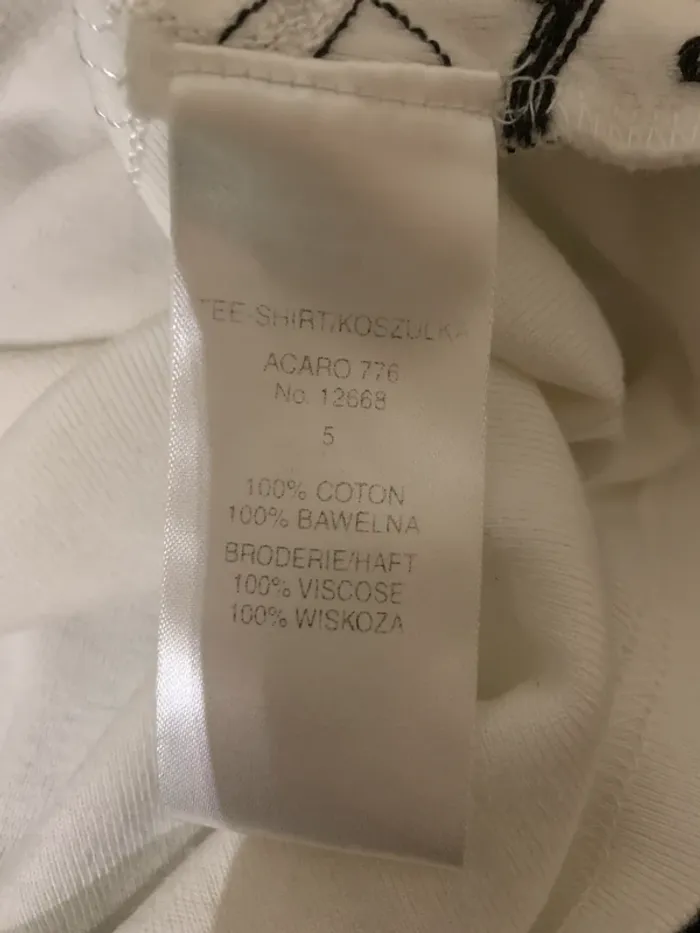 TEE-SHIRT/KOSZULKA
ACARO 776
No. 12668
5
100% COTON
100% BAWELNA
BRODERIE/HAFT
100% VISCOSE
100% WISKOZA